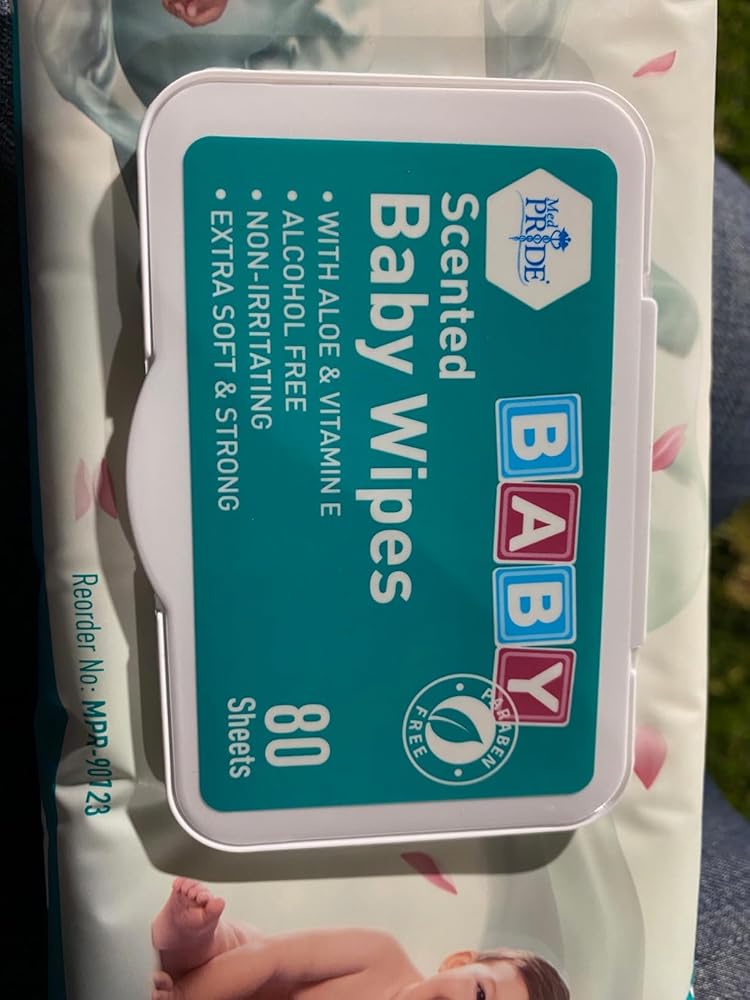 Med
PRIDE
BABY
Scented
Baby Wipes
• WITH ALOE & VITAMIN E
• ALCOHOL FREE
• NON-IRRITATING
• EXTRA SOFT & STRONG
PARABEN
FREE
80
Sheets
Reorder No: MPR-90723